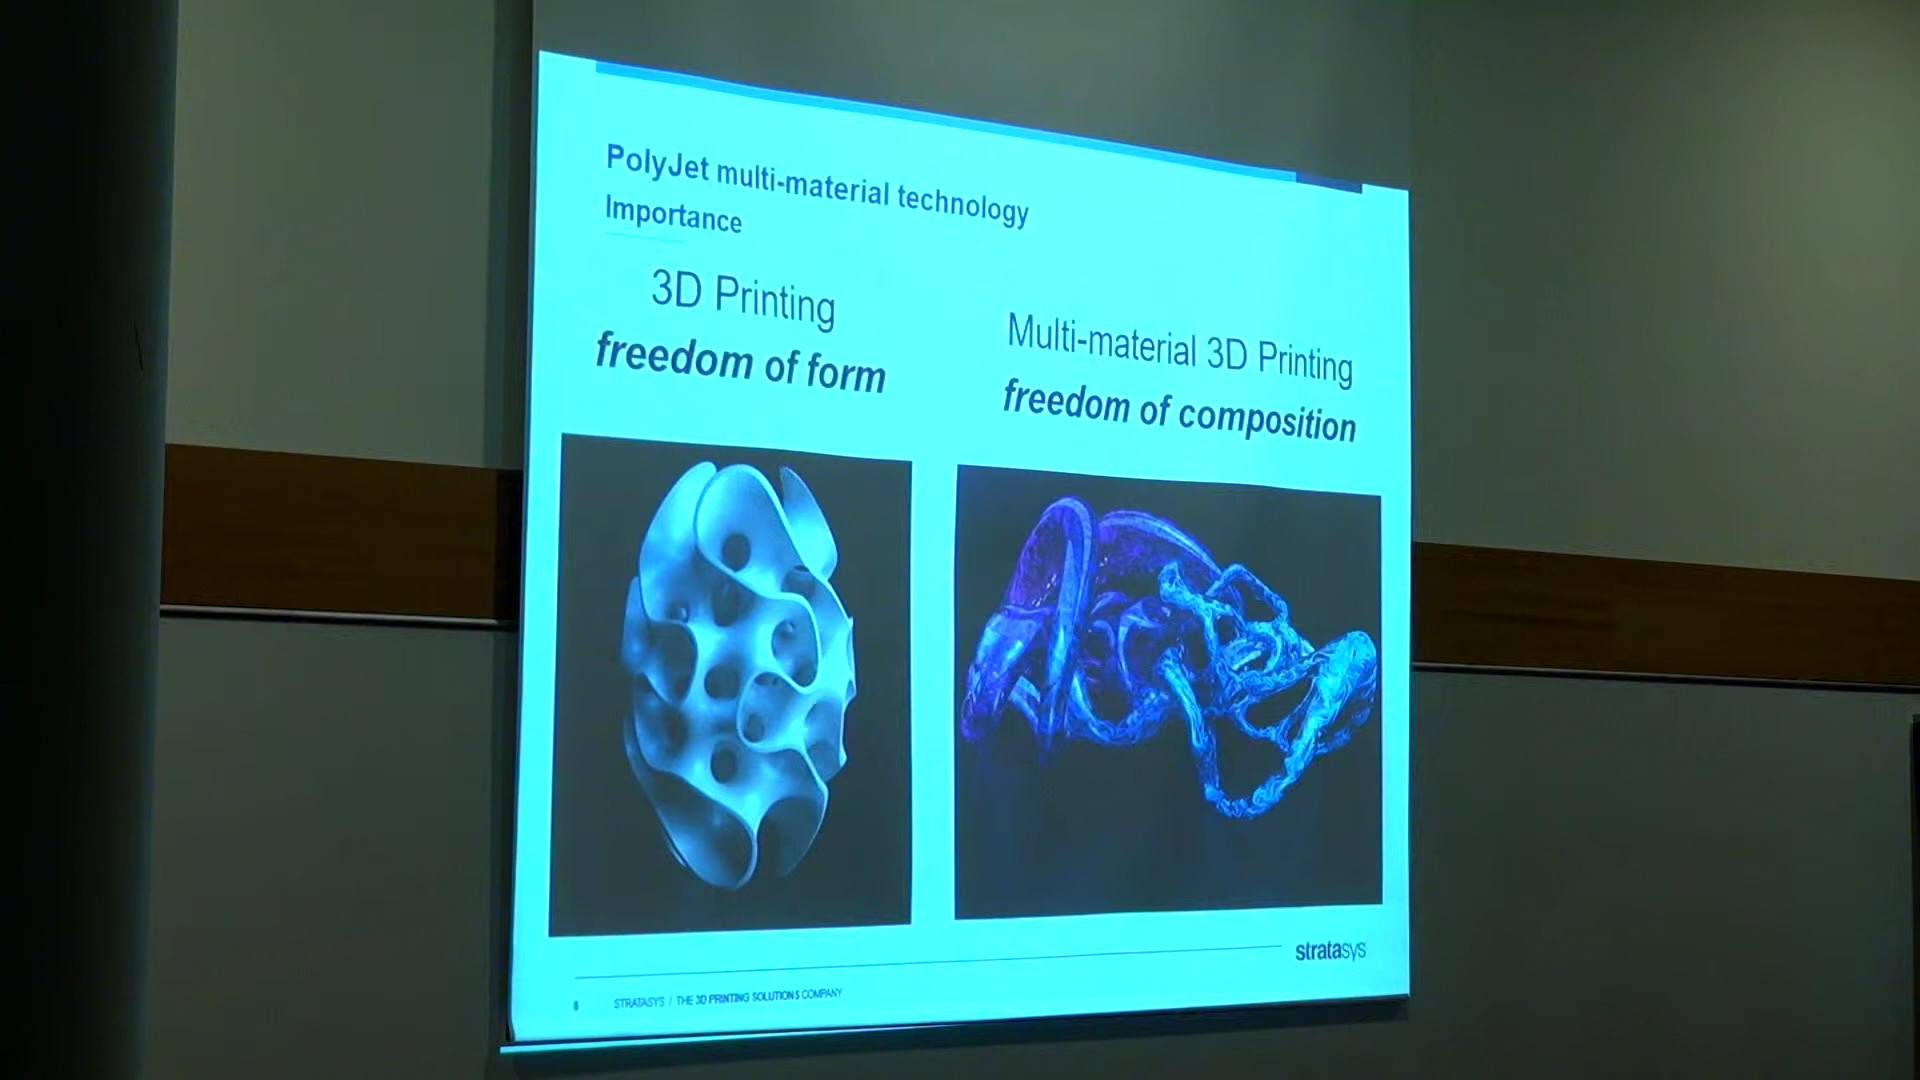 PolyJet multi-material technology
Importance
3D Printing
freedom of form
Multi-material 3D Printing
freedom of composition
stratasys
8 STRATASYS / THE 3D PRINTING SOLUTIONS COMPANY